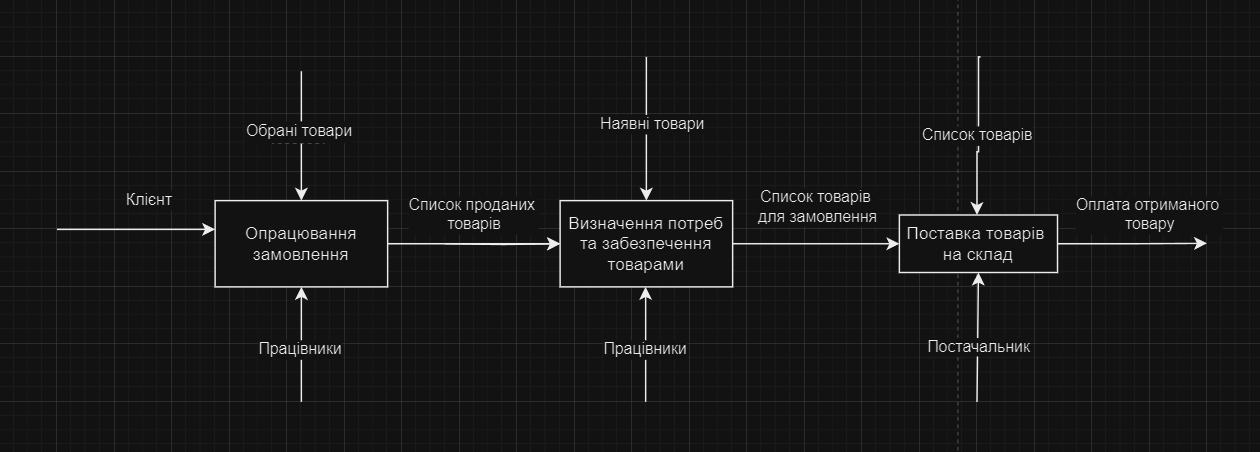 Обрані товари
Наявні товари
Список товарів
Клієнт
Список проданих
товарів
Список товарів
для замовлення
Оплата отриманого
товару
Опрацювання
замовлення
Визначення потреб
та забезпечення
товарами
Поставка товарів
на склад
Працівники
Працівники
Постачальник